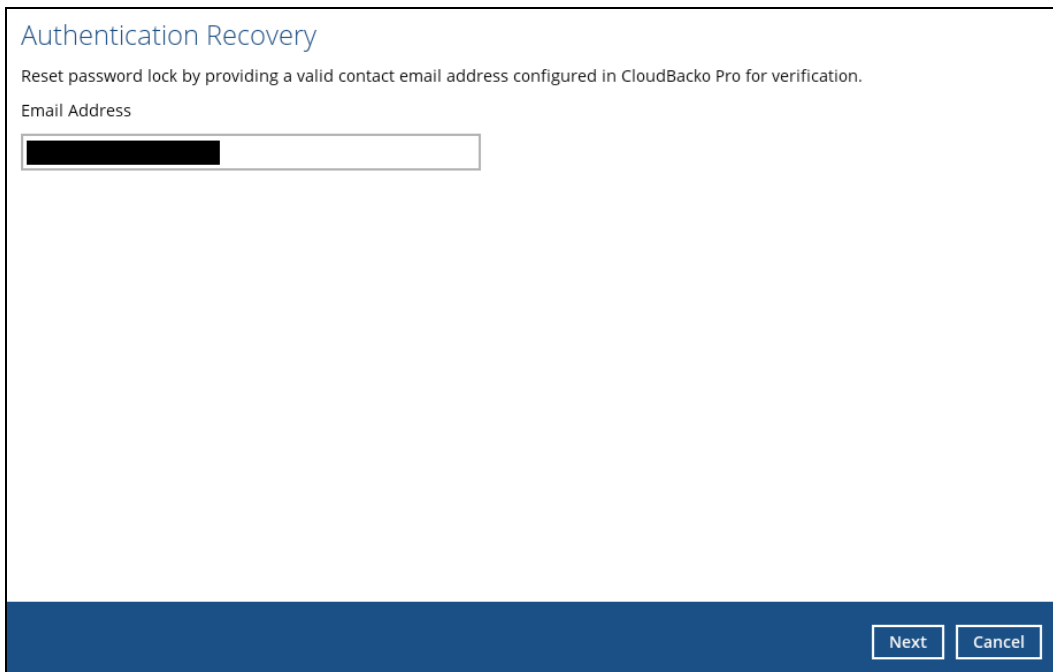 Authentication Recovery
Reset password lock by providing a valid contact email address configured in CloudBacko Pro for verification.
Email Address
Next
Cancel